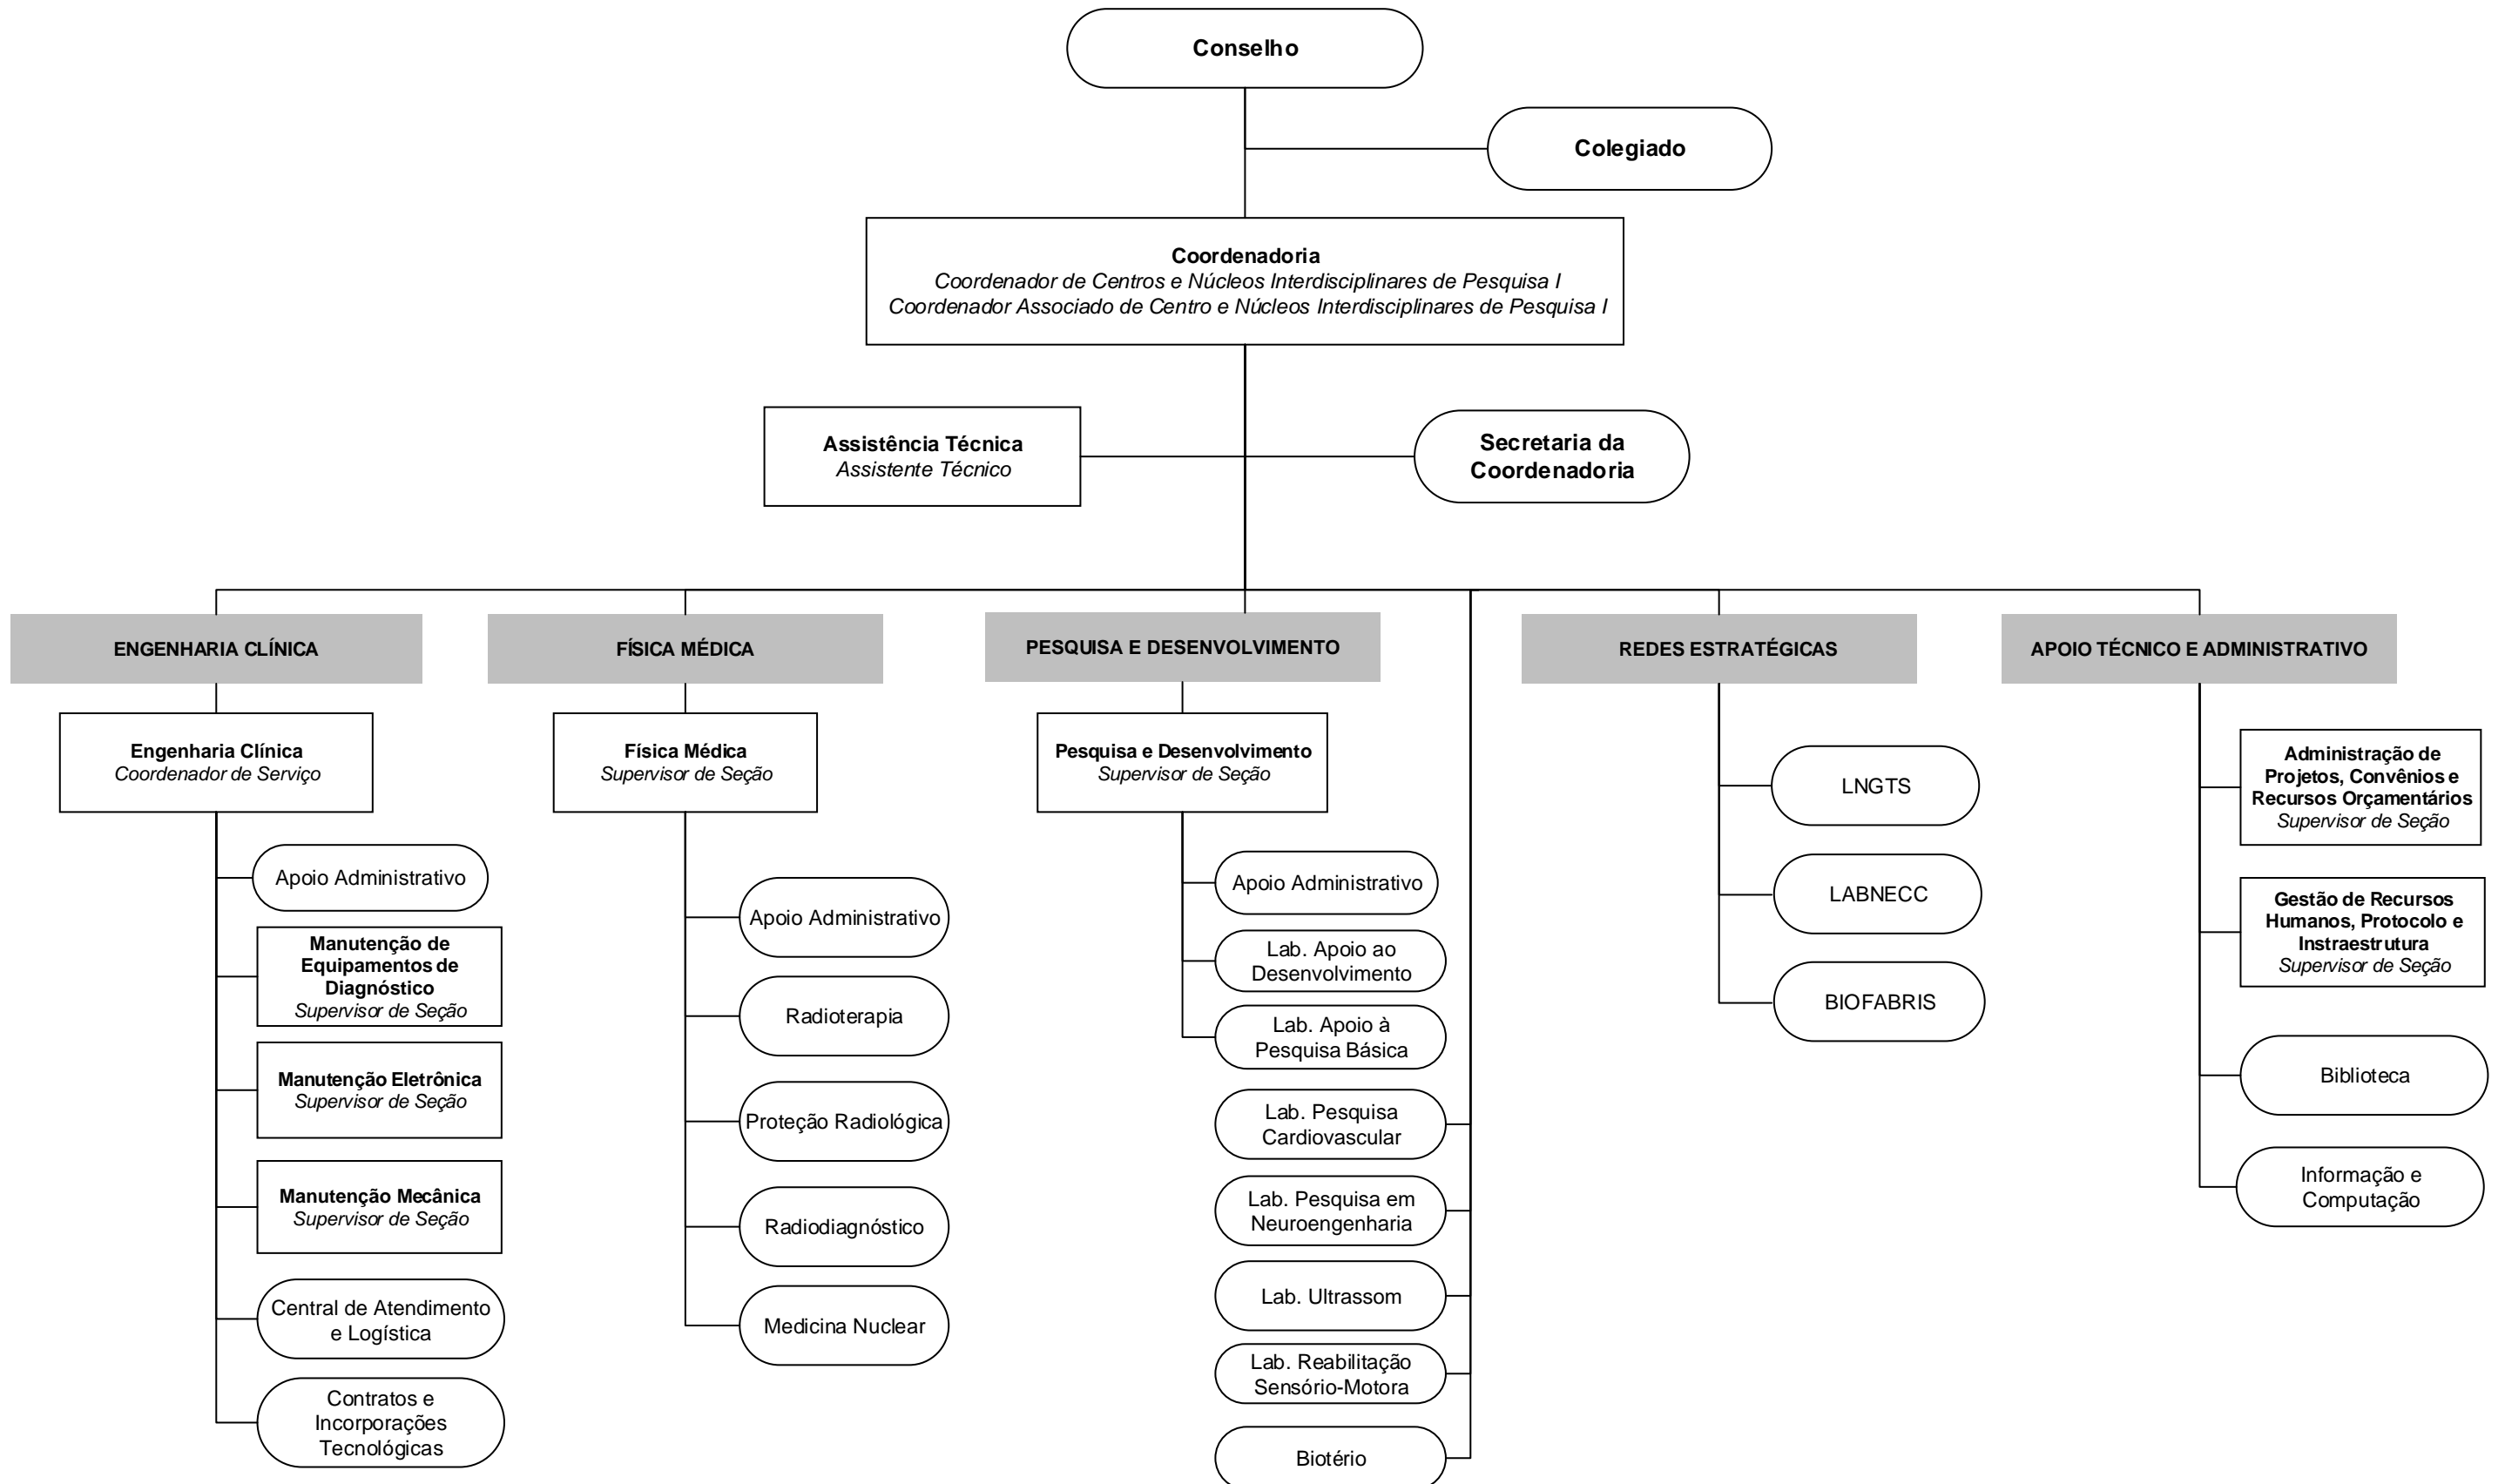 Conselho
Colegiado
Coordenadoria
Coordenador de Centros e Núcleos Interdisciplinares de Pesquisa I
Coordenador Associado de Centro e Núcleos Interdisciplinares de Pesquisa I
Assistência Técnica
Assistente Técnico
Secretaria da
Coordenadoria
ENGENHARIA CLÍNICA
FÍSICA MÉDICA
PESQUISA E DESENVOLVIMENTO
REDES ESTRATÉGICAS
APOIO TÉCNICO E ADMINISTRATIVO
Engenharia Clínica
Coordenador de Serviço
Apoio Administrativo
Manutenção de
Equipamentos de
Diagnóstico
Supervisor de Seção
Manutenção Eletrônica
Supervisor de Seção
Manutenção Mecânica
Supervisor de Seção
Central de Atendimento
e Logística
Contratos e
Incorporações
Tecnológicas
Física Médica
Supervisor de Seção
Apoio Administrativo
Radioterapia
Proteção Radiológica
Radiodiagnóstico
Medicina Nuclear
Pesquisa e Desenvolvimento
Supervisor de Seção
Apoio Administrativo
Lab. Apoio ao
Desenvolvimento
Lab. Apoio à
Pesquisa Básica
Lab. Pesquisa
Cardiovascular
Lab. Pesquisa em
Neuroengenharia
Lab. Ultrassom
Lab. Reabilitação
Sensório-Motora
Biotério
LNGTS
LABNECC
BIOFABRIS
Administração de
Projetos, Convênios e
Recursos Orçamentários
Supervisor de Seção
Gestão de Recursos
Humanos, Protocolo e
Instraestrutura
Supervisor de Seção
Biblioteca
Informação e
Computação